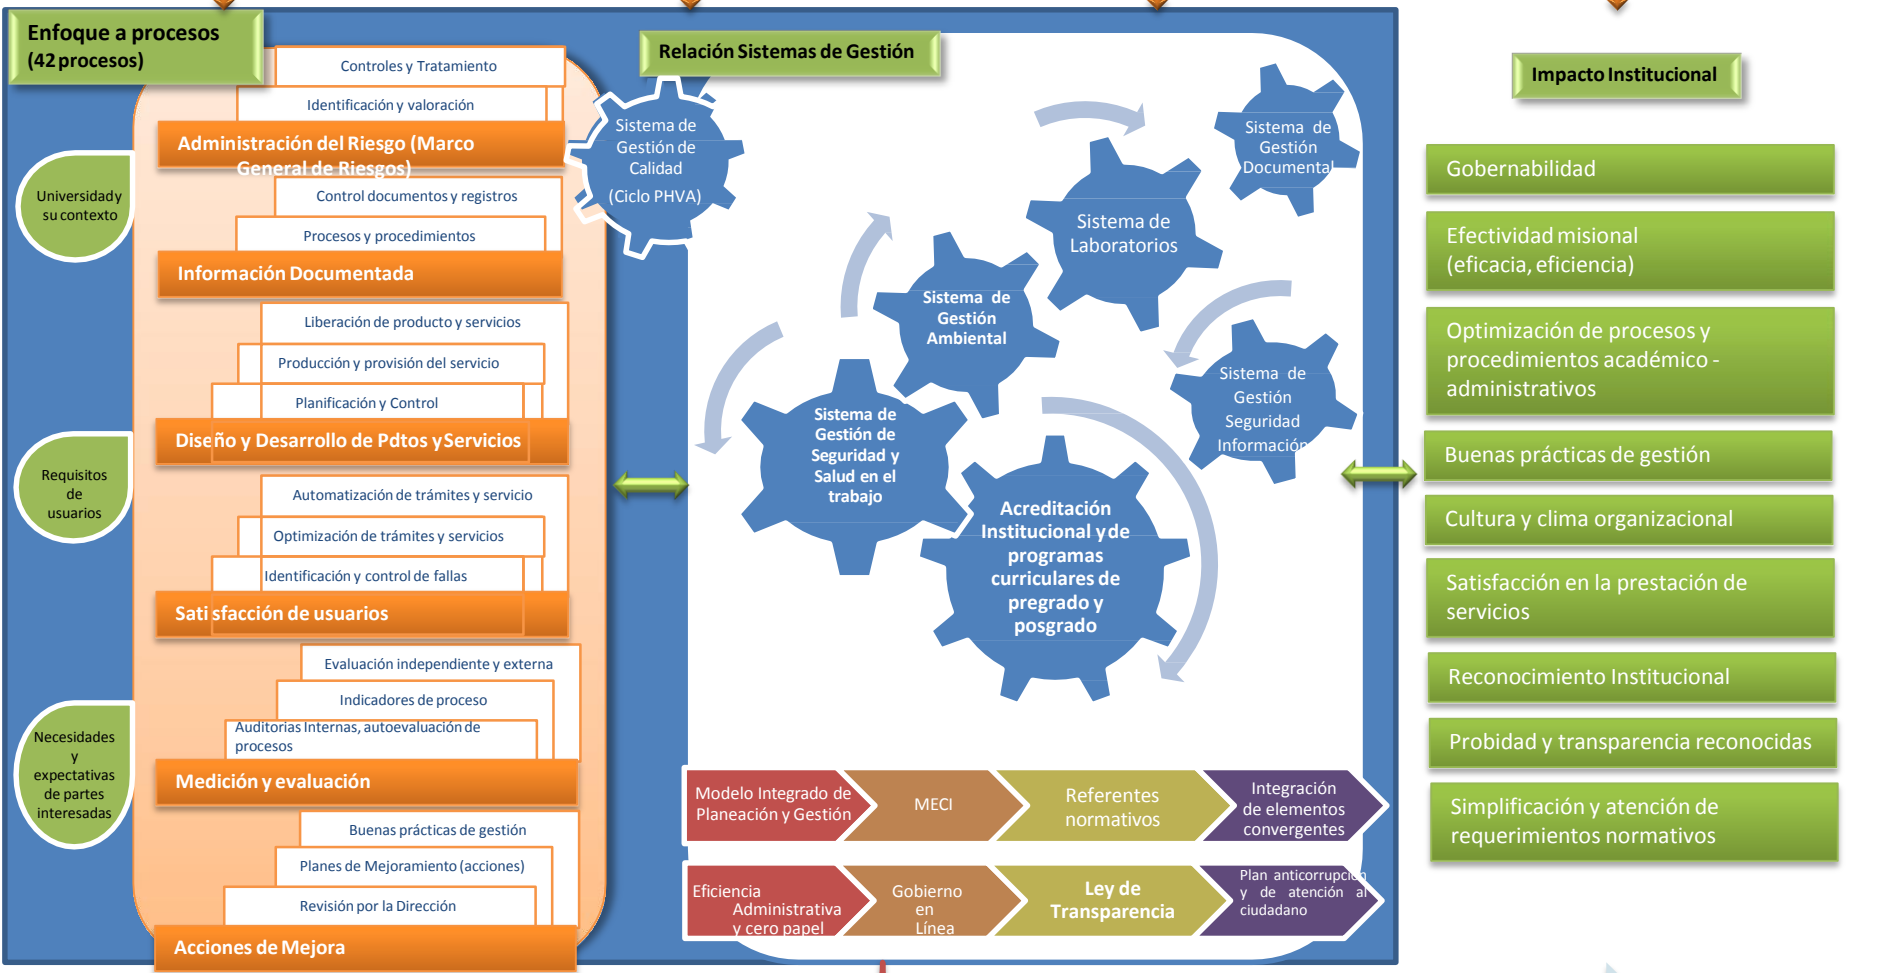 Enfoque a procesos
(42 procesos)
Controles y Tratamiento
Identificación y valoración
Administración del Riesgo (Marco
General de Riesgos)
Control documentos y registros
Procesos y procedimientos
Información Documentada
Liberación de producto y servicios
Producción y provisión del servicio
Planificación y Control
Diseño y Desarrollo de Pdtos y Servicios
Automatización de trámites y servicio
Optimización de trámites y servicios
Identificación y control de fallas
Satisfacción de usuarios
Evaluación independiente y externa
Indicadores de proceso
Auditorias Internas, autoevaluación de
procesos
Medición y evaluación
Buenas prácticas de gestión
Planes de Mejoramiento (acciones)
Revisión por la Dirección
Acciones de Mejora
Universidad y
su contexto
Requisitos
de
usuarios
Necesidades
y
expectativas
de partes
interesadas
Relación Sistemas de Gestión
Sistema de
Gestión de
Calidad
(Ciclo PHVA)
Sistema de
Gestión
Documental
Sistema de
Laboratorios
Sistema de
Gestión
Ambiental
Sistema de
Gestión
Seguridad
Información
Sistema de
Gestión de
Seguridad y
Salud en el
trabajo
Acreditación
Institucional y de
programas
curriculares de
pregrado y
posgrado
Modelo Integrado de
Planeación y Gestión
MECI
Referentes
normativos
Integración
de elementos
convergentes
Eficiencia
Administrativa
y cero papel
Gobierno
en
Línea
Ley de
Transparencia
Plan anticorrupción
y de atención al
ciudadano
Impacto Institucional
Gobernabilidad
Efectividad misional
(eficacia, eficiencia)
Optimización de procesos y
procedimientos académico -
administrativos
Buenas prácticas de gestión
Cultura y clima organizacional
Satisfacción en la prestación de
servicios
Reconocimiento Institucional
Probidad y transparencia reconocidas
Simplificación y atención de
requerimientos normativos